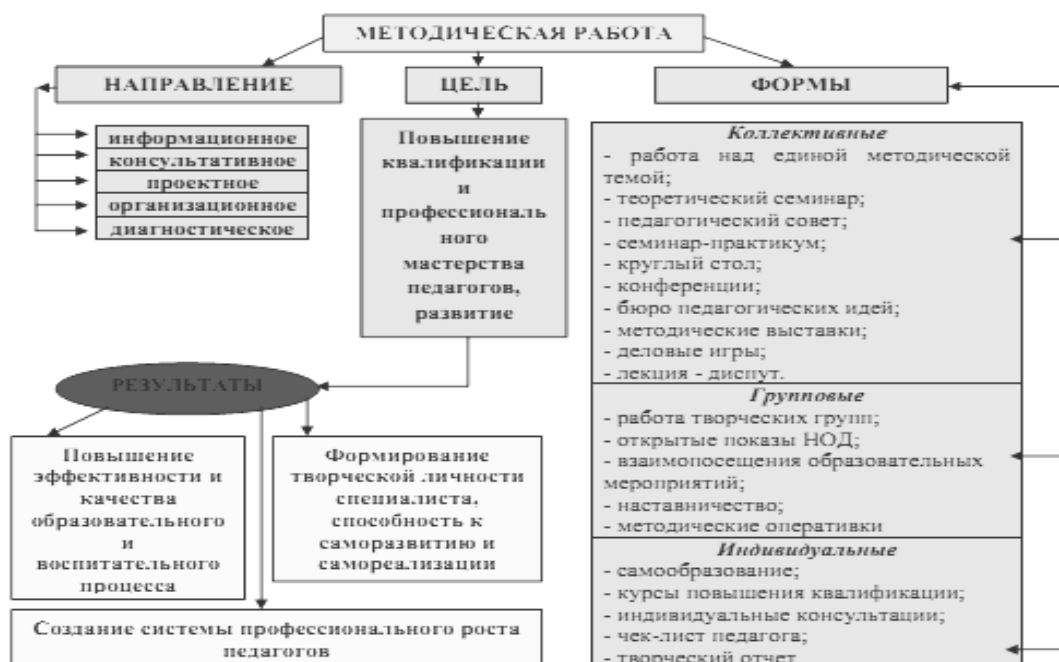 МЕТОДИЧЕСКАЯ РАБОТА
НАПРАВЛЕНИЕ
ЦЕЛЬ
ФОРМЫ
информационное
консультативное
проектное
организационное
диагностическое
Повышение
квалификации
и
профессиональ
ного
мастерства
педагогов,
развитие
Коллективные
- работа над единой методической
темой;
- теоретический семинар;
- педагогический совет;
- семинар-практикум;
- круглый стол;
- конференции;
- бюро педагогических идей;
- методические выставки;
- деловые игры;
- лекция - диспут.
Групповые
- работа творческих групп;
- открытые показы НОД;
- взаимопосещения образовательных
мероприятий;
- наставничество;
- методические оперативки
Индивидуальные
- самообразование;
- курсы повышения квалификации;
- индивидуальные консультации;
- чек-лист педагога;
- творческий отчет
РЕЗУЛЬТАТЫ
Повышение
эффективности и
качества
образовательного
и
воспитательного
процесса
Формирование
творческой личности
специалиста,
способность к
саморазвитию и
самореализации
Создание системы профессионального роста
педагогов